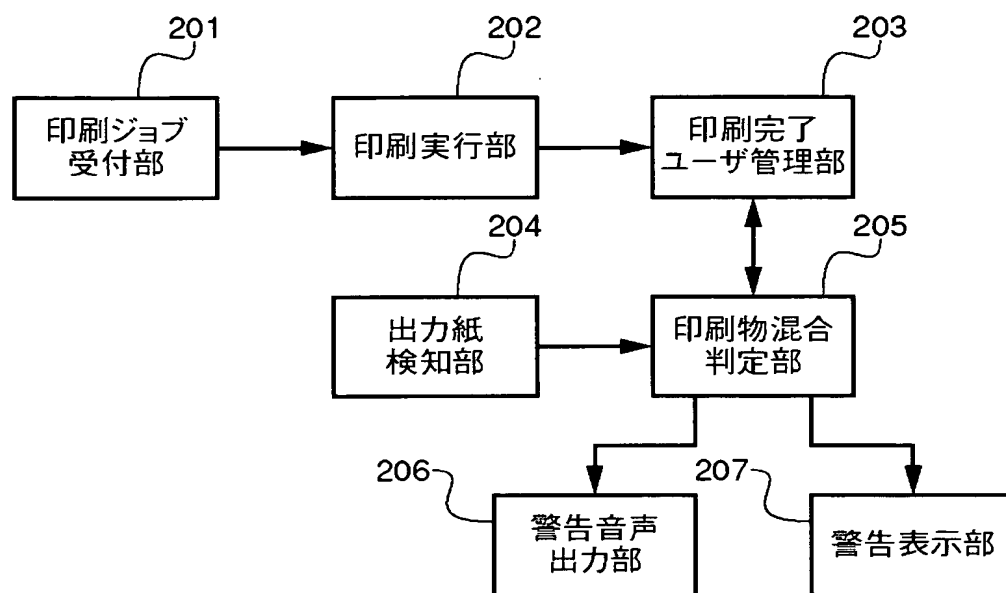 201
202
203
印刷ジョブ
受付部
印刷実行部
印刷完了
ユーザ管理部
204
205
出力紙
検知部
印刷物混合
判定部
206
207
警告音声
出力部
警告表示部